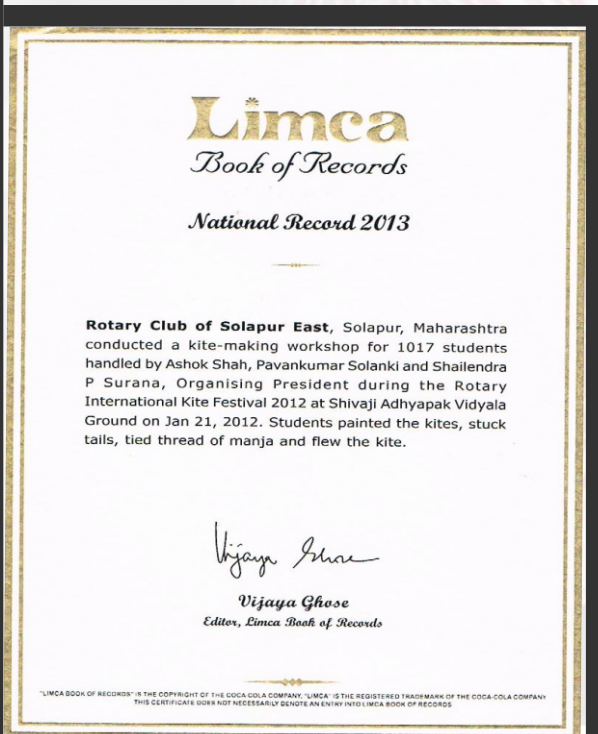 Limca
Book of Records
National Record 2013
Rotary Club of Solapur East, Solapur, Maharashtra
conducted a kite-making workshop for 1017 students
handled by Ashok Shah, Pavankumar Solanki and Shailendra
P Surana, Organising President during the Rotary
International Kite Festival 2012 at Shivaji Adhyapak Vidyala
Ground on Jan 21, 2012. Students painted the kites, stuck
tails, tied thread of manja and flew the kite.
Vijaya Ghose
Vijaya Ghose
Editor, Limca Book of Records
"LIMCA BOOK OF RECORDS" IS THE COPYRIGHT OF THE COCA-COLA COMPANY, "LIMCA" IS THE REGISTERED TRADEMARK OF THE COCA-COLA COMPANY
THIS CERTIFICATE DOES NOT NECESSARILY DENOTE AN ENTRY INTO LIMCA BOOK OF RECORDS